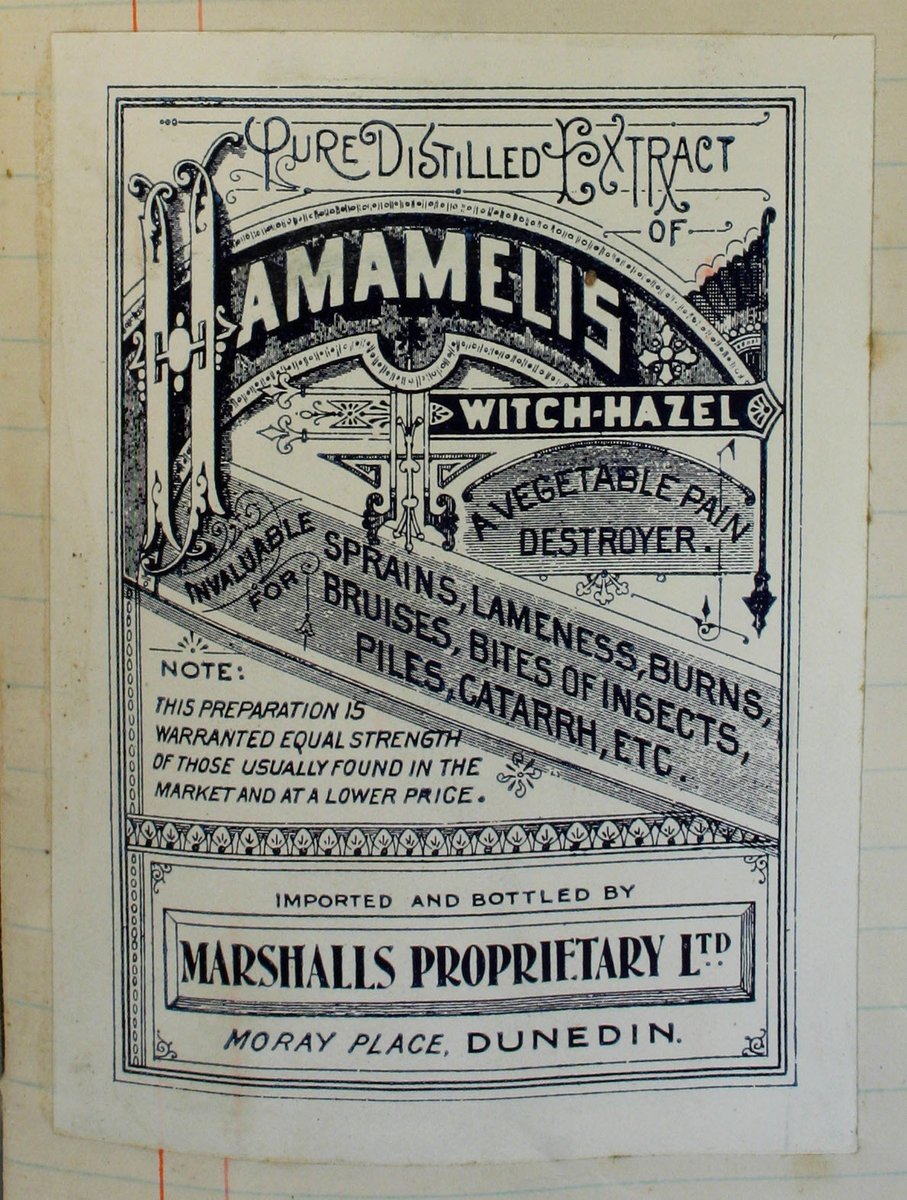 PURE DISTILLED EXTRACT
OF
HAMAMELIS
WITCH-HAZEL
A VEGETABLE PAIN
DESTROYER.
INVALUABLE
FOR
SPRAINS, LAMENESS, BURNS,
BRUISES, BITES OF INSECTS,
PILES, CATARRH, ETC.
NOTE:
THIS PREPARATION IS
WARRANTED EQUAL STRENGTH
OF THOSE USUALLY FOUND IN THE
MARKET AND AT A LOWER PRICE.
IMPORTED AND BOTTLED BY
MARSHALLS PROPRIETARY LTD
MORAY PLACE, DUNEDIN.